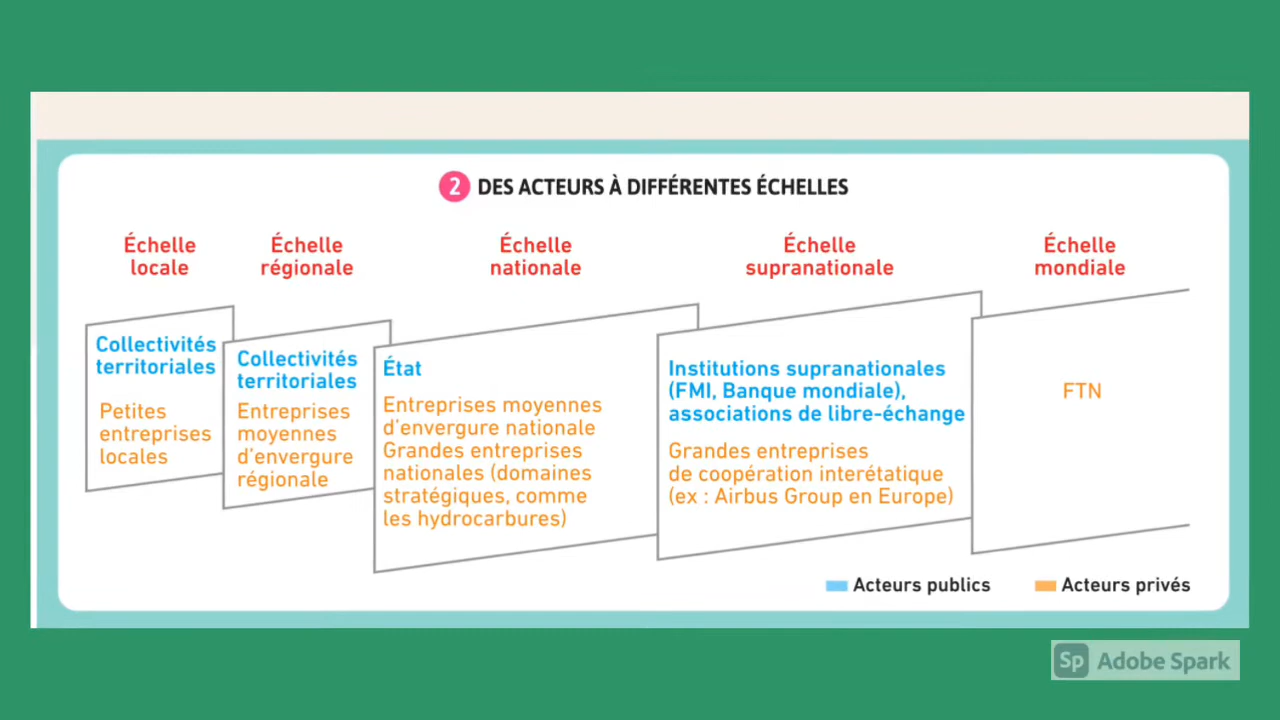 2 DES ACTEURS À DIFFÉRENTES ÉCHELLES
Échelle
locale
Échelle
régionale
Échelle
nationale
Échelle
supranationale
Échelle
mondiale
Collectivités
territoriales
Petites
entreprises
locales
Collectivités
territoriales
Entreprises
moyennes
d'envergure
régionale
État
Entreprises moyennes
d'envergure nationale
Grandes entreprises
nationales (domaines
stratégiques, comme
les hydrocarbures)
Institutions supranationales
(FMI, Banque mondiale),
associations de libre-échange
Grandes entreprises
de coopération interétatique
(ex : Airbus Group en Europe)
FTN
Acteurs publics
Acteurs privés
Sp Adobe Spark